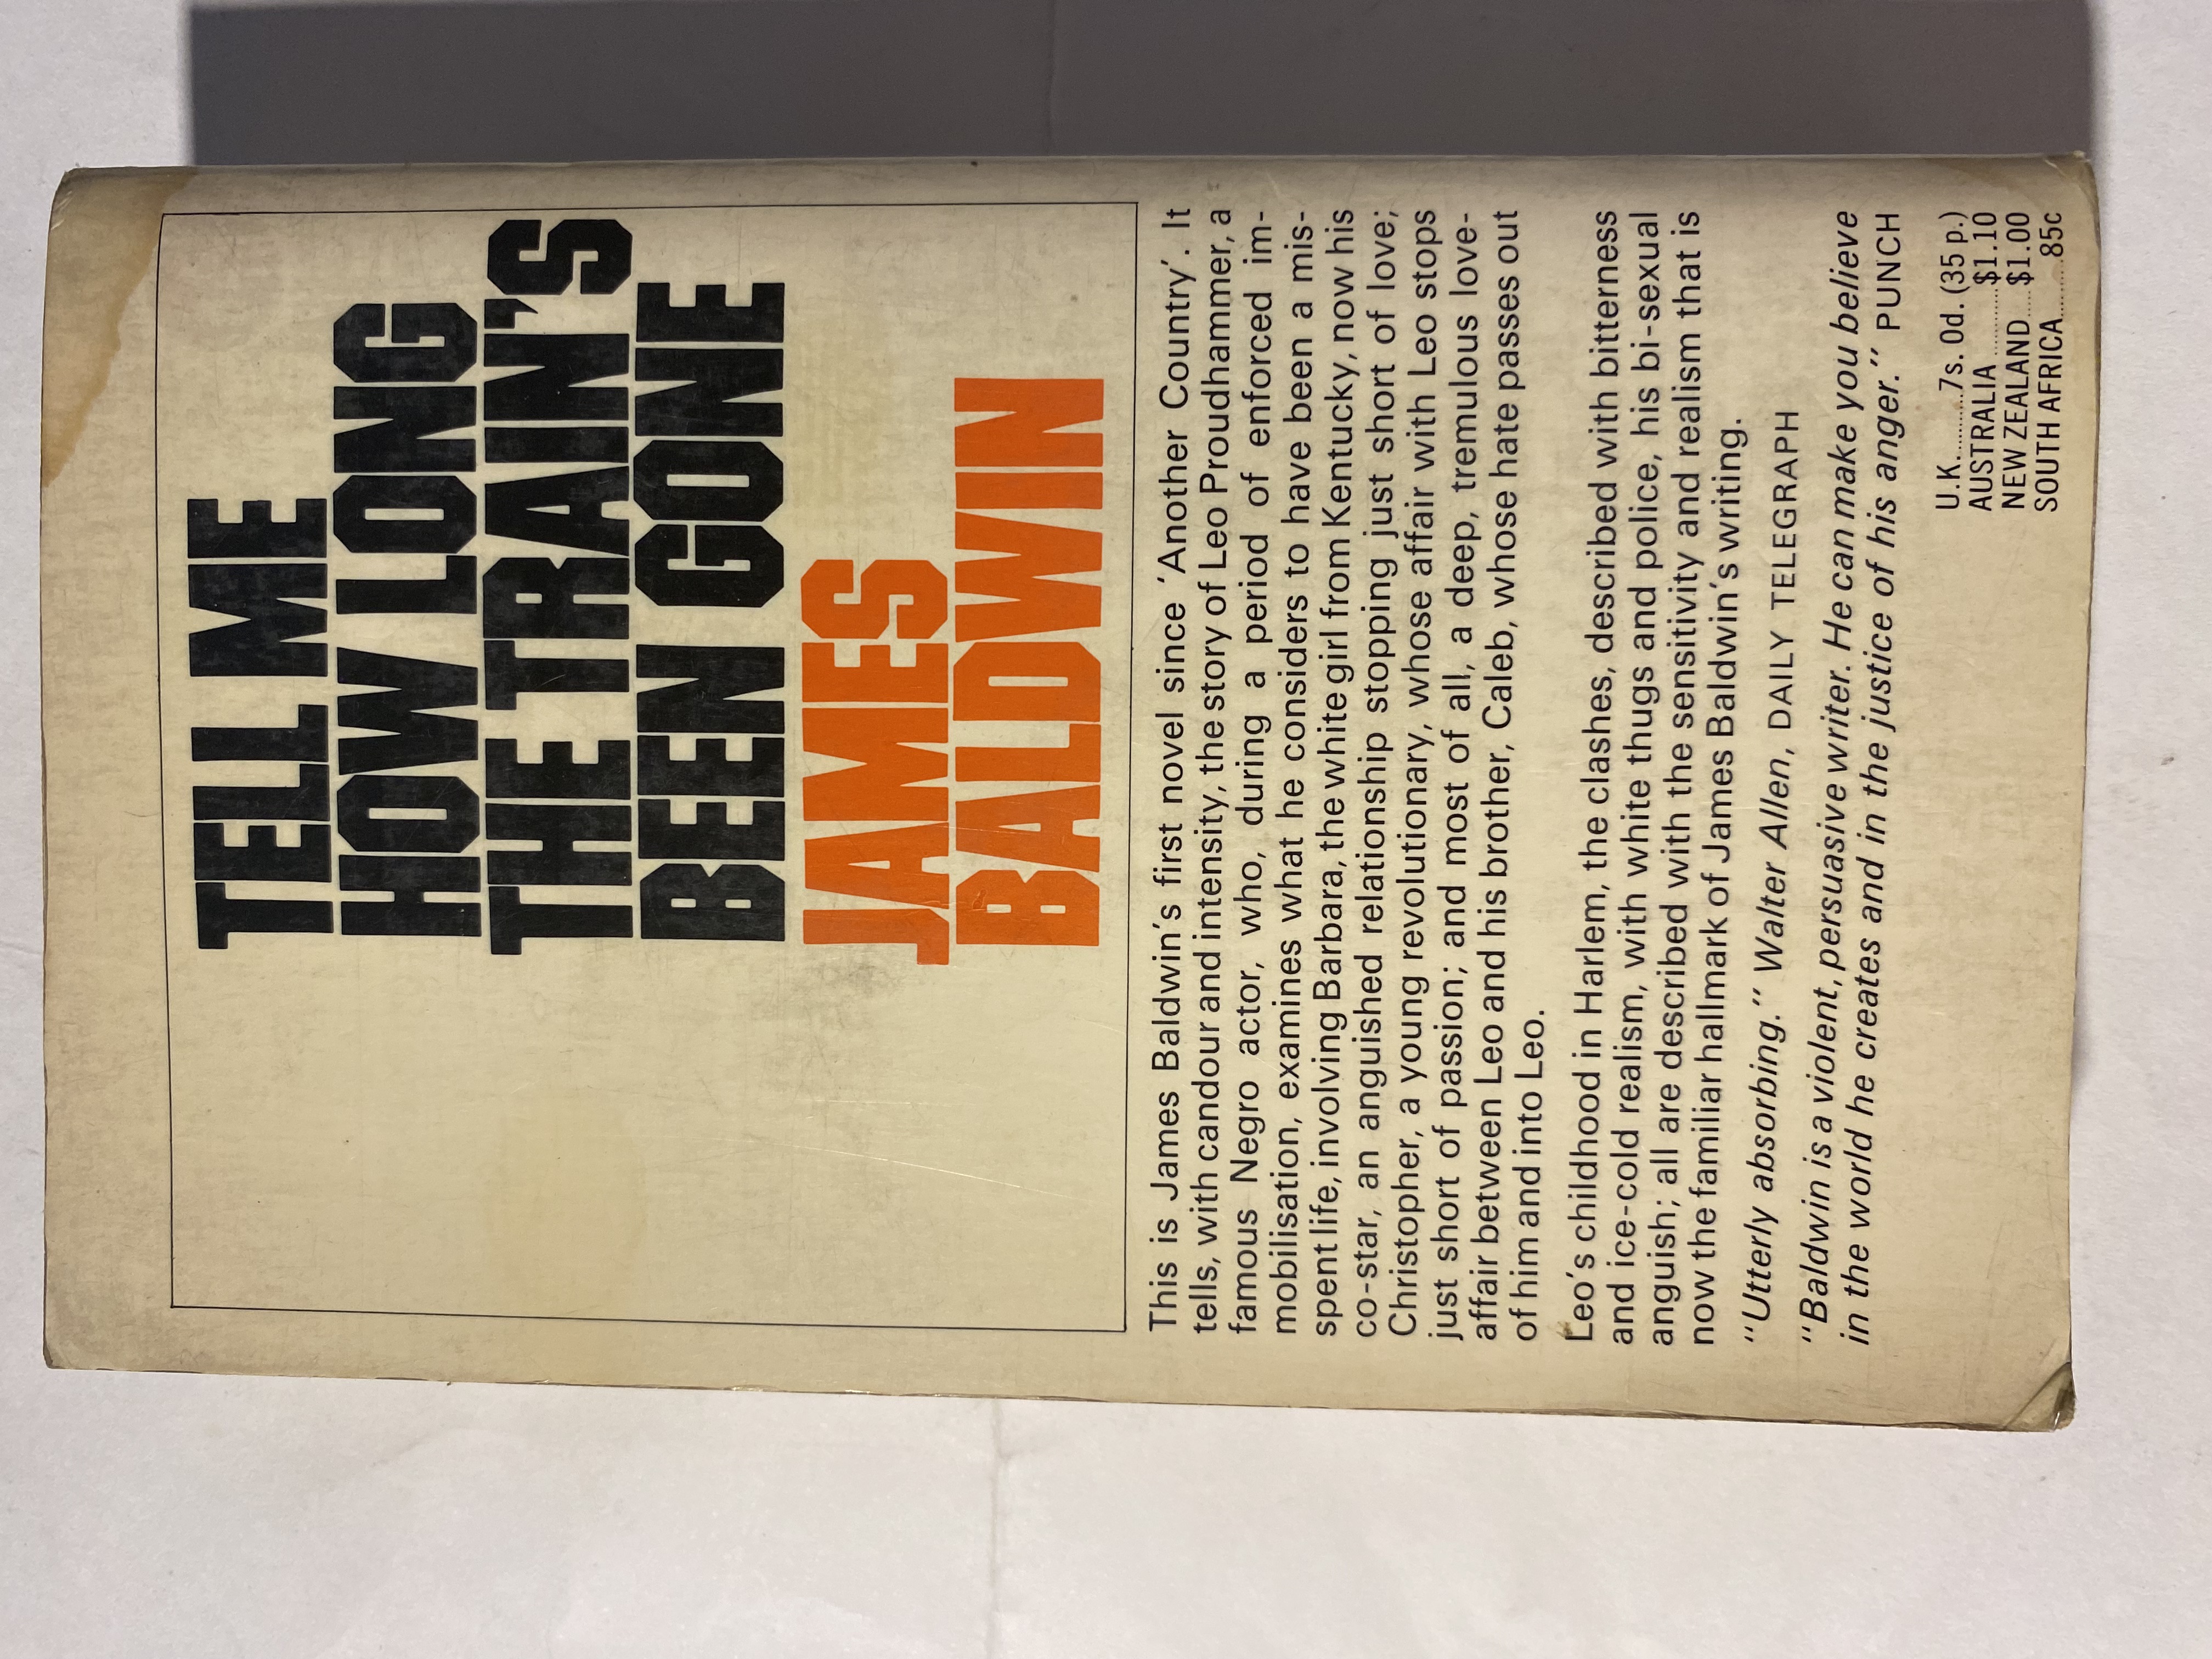 TELL ME
HOW LONG
THE TRAIN'S
BEEN GONE
JAMES
BALDWIN
This is James Baldwin's first novel since 'Another Country'. It
tells, with candour and intensity, the story of Leo Proudhammer, a
famous Negro actor, who, during a period of enforced im-
mobilisation, examines what he considers to have been a mis-
spent life, involving Barbara, the white girl from Kentucky, now his
co-star, an anguished relationship stopping just short of love;
Christopher, a young revolutionary, whose affair with Leo stops
just short of passion; and most of all, a deep, tremulous love-
affair between Leo and his brother, Caleb, whose hate passes out
of him and into Leo.
Leo's childhood in Harlem, the clashes, described with bitterness
and ice-cold realism, with white thugs and police, his bi-sexual
anguish; all are described with the sensitivity and realism that is
now the familiar hallmark of James Baldwin's writing.
"Utterly absorbing." Walter Allen, DAILY TELEGRAPH
"Baldwin is a violent, persuasive writer. He can make you believe
in the world he creates and in the justice of his anger." PUNCH
U.K..........7s. 0d. (35 p.)
AUSTRALIA ............$1.10
NEW ZEALAND.....$1.00
SOUTH AFRICA..........85c